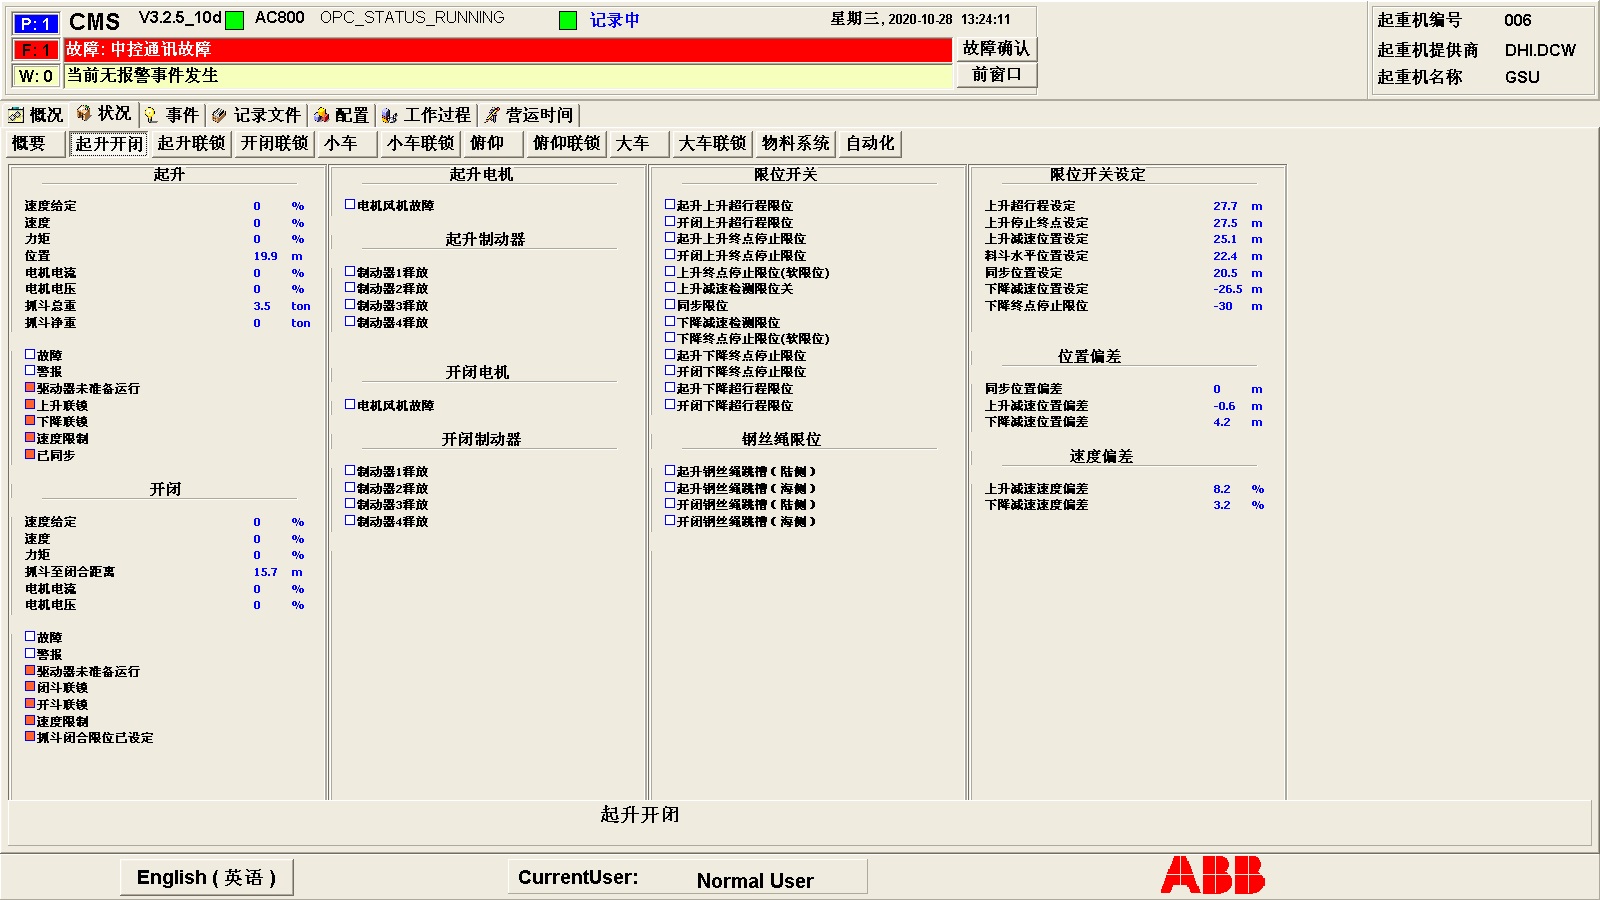 P: 1 CMS V3.2.5_10d AC800 OPC_STATUS_RUNNING 记录中 星期三, 2020-10-28 13:24:11
F: 1 故障: 中控通讯故障 故障确认
W: 0 当前无报警事件发生 前窗口
起重机编号 006
起重机提供商 DHI.DCW
起重机名称 GSU
概况 状况 事件 记录文件 配置 工作过程 营运时间
概要 起升开闭 起升联锁 开闭联锁 小车 小车联锁 俯仰 俯仰联锁 大车 大车联锁 物料系统 自动化
起升
速度给定 0 %
速度 0 %
力矩 0 %
位置 19.9 m
电机电流 0 %
电机电压 0 %
抓斗总重 3.5 ton
抓斗净重 0 ton
故障
警报
驱动器未准备运行
上升联锁
下降联锁
速度限制
已同步
开闭
速度给定 0 %
速度 0 %
力矩 0 %
抓斗至闭合距离 15.7 m
电机电流 0 %
电机电压 0 %
故障
警报
驱动器未准备运行
闭斗联锁
开斗联锁
速度限制
抓斗闭合限位已设定
起升电机
电机风机故障
起升制动器
制动器1释放
制动器2释放
制动器3释放
制动器4释放
开闭电机
电机风机故障
开闭制动器
制动器1释放
制动器2释放
制动器3释放
制动器4释放
限位开关
起升上升超行程限位
开闭上升超行程限位
起升上升终点停止限位
开闭上升终点停止限位
上升终点停止限位(软限位)
上升减速检测限位关
同步限位
下降减速检测限位
下降终点停止限位(软限位)
起升下降终点停止限位
开闭下降终点停止限位
起升下降超行程限位
开闭下降超行程限位
钢丝绳限位
起升钢丝绳跳槽（陆侧）
起升钢丝绳跳槽（海侧）
开闭钢丝绳跳槽（陆侧）
开闭钢丝绳跳槽（海侧）
限位开关设定
上升超行程设定 27.7 m
上升停止终点设定 27.5 m
上升减速位置设定 25.1 m
料斗水平位置设定 22.4 m
同步位置设定 20.5 m
下降减速位置设定 -26.5 m
下降终点停止限位 -30 m
位置偏差
同步位置偏差 0 m
上升减速位置偏差 -0.6 m
下降减速位置偏差 4.2 m
速度偏差
上升减速速度偏差 8.2 %
下降减速速度偏差 3.2 %
起升开闭
English ( 英语 ) CurrentUser: Normal User ABB